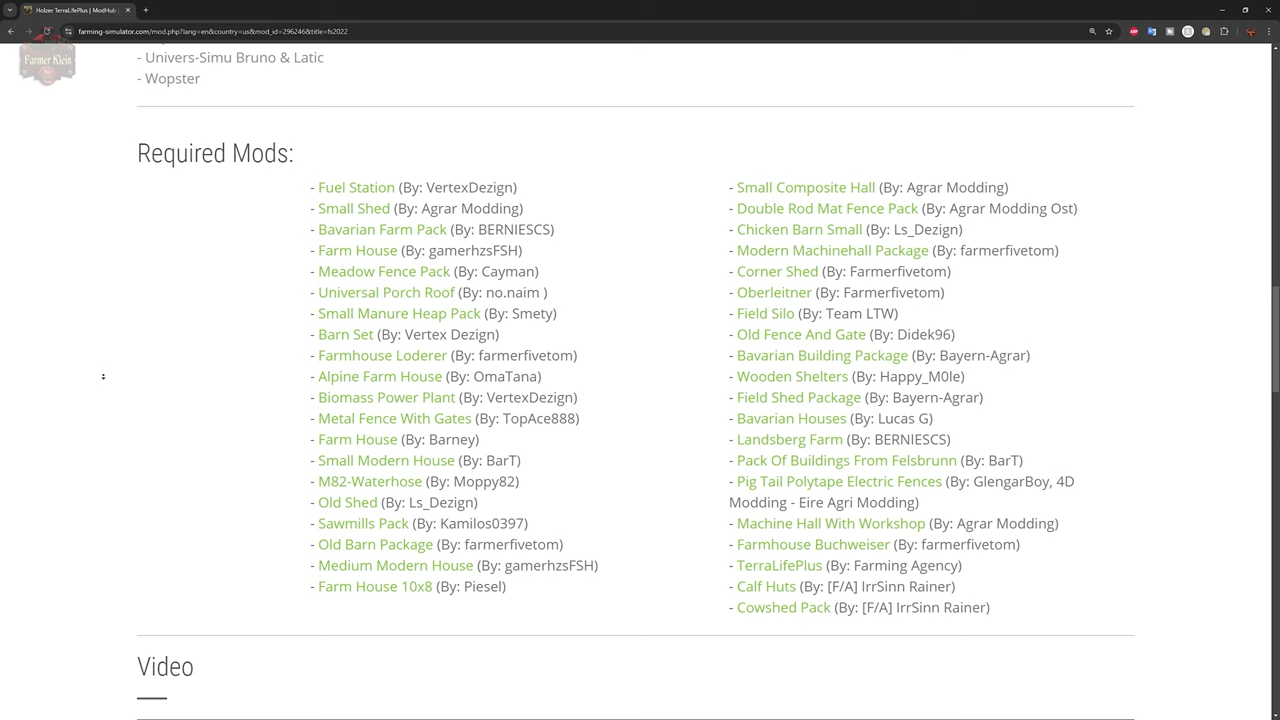 Holzer TerraLifePlus | ModHub
farming-simulator.com/mod.php?lang=en&country=us&mod_id=296246&title=fs2022
Farmer Klein
- Univers-Simu Bruno & Latic
- Wopster
Required Mods:
- Fuel Station (By: VertexDezign)
- Small Shed (By: Agrar Modding)
- Bavarian Farm Pack (By: BERNIESCS)
- Farm House (By: gamerhzsFSH)
- Meadow Fence Pack (By: Cayman)
- Universal Porch Roof (By: no.naim )
- Small Manure Heap Pack (By: Smety)
- Barn Set (By: Vertex Dezign)
- Farmhouse Loderer (By: farmerfivetom)
- Alpine Farm House (By: OmaTana)
- Biomass Power Plant (By: VertexDezign)
- Metal Fence With Gates (By: TopAce888)
- Farm House (By: Barney)
- Small Modern House (By: BarT)
- M82-Waterhose (By: Moppy82)
- Old Shed (By: Ls_Dezign)
- Sawmills Pack (By: Kamilos0397)
- Old Barn Package (By: farmerfivetom)
- Medium Modern House (By: gamerhzsFSH)
- Farm House 10x8 (By: Piesel)
- Small Composite Hall (By: Agrar Modding)
- Double Rod Mat Fence Pack (By: Agrar Modding Ost)
- Chicken Barn Small (By: Ls_Dezign)
- Modern Machinehall Package (By: farmerfivetom)
- Corner Shed (By: Farmerfivetom)
- Oberleitner (By: Farmerfivetom)
- Field Silo (By: Team LTW)
- Old Fence And Gate (By: Didek96)
- Bavarian Building Package (By: Bayern-Agrar)
- Wooden Shelters (By: Happy_M0le)
- Field Shed Package (By: Bayern-Agrar)
- Bavarian Houses (By: Lucas G)
- Landsberg Farm (By: BERNIESCS)
- Pack Of Buildings From Felsbrunn (By: BarT)
- Pig Tail Polytape Electric Fences (By: GlengarBoy, 4D
Modding - Eire Agri Modding)
- Machine Hall With Workshop (By: Agrar Modding)
- Farmhouse Buchweiser (By: farmerfivetom)
- TerraLifePlus (By: Farming Agency)
- Calf Huts (By: [F/A] IrrSinn Rainer)
- Cowshed Pack (By: [F/A] IrrSinn Rainer)
Video